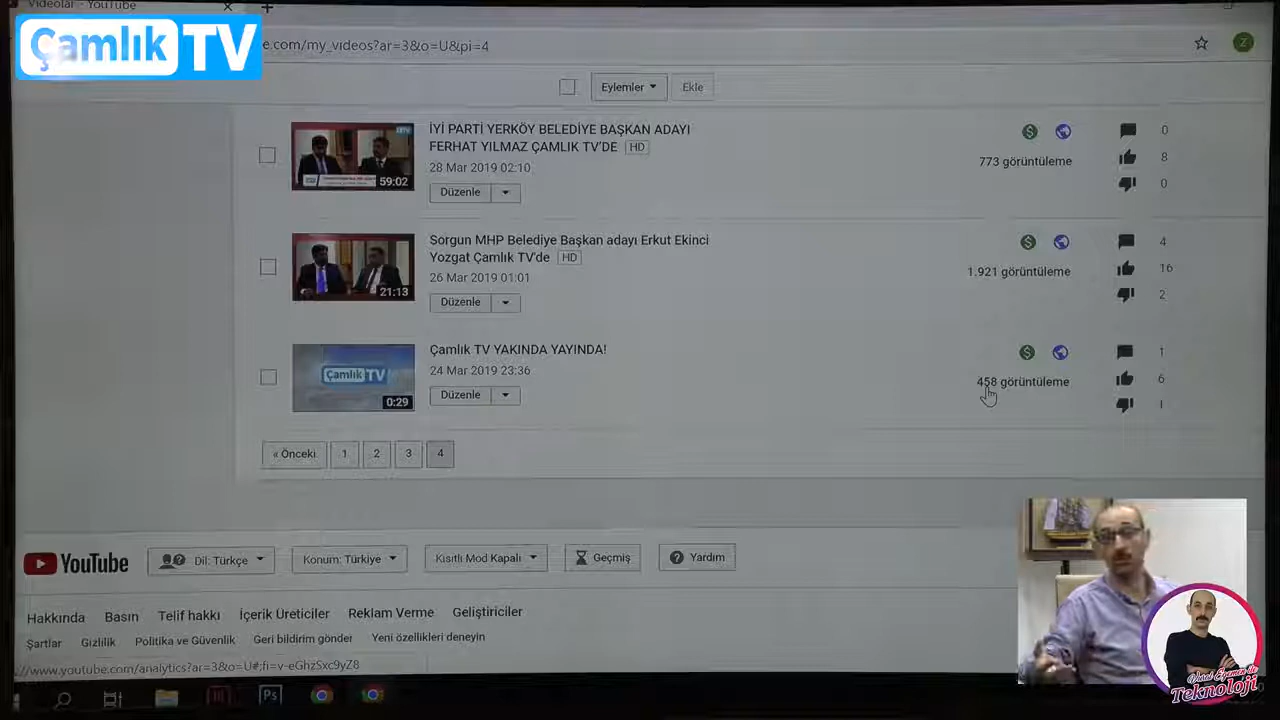 Videolar - YouTube
Çamlık TV
e.com/my_videos?ar=3&o=U&pi=4
Z
Eylemler
Ekle
İYİ PARTİ YERKÖY BELEDİYE BAŞKAN ADAYI
FERHAT YILMAZ ÇAMLIK TV'DE HD
28 Mar 2019 02:10
Düzenle
59:02
773 görüntüleme
0
8
0
Sorgun MHP Belediye Başkan adayı Erkut Ekinci
Yozgat Çamlık TV'de HD
26 Mar 2019 01:01
Düzenle
21:13
1.921 görüntüleme
4
16
2
Çamlık TV YAKINDA YAYINDA!
24 Mar 2019 23:36
Düzenle
Çamlık TV
0:29
458 görüntüleme
1
6
1
« Önceki 1 2 3 4
YouTube
Dil: Türkçe
Konum: Türkiye
Kısıtlı Mod Kapalı
Geçmiş
Yardım
Hakkında Basın Telif hakkı İçerik Üreticiler Reklam Verme Geliştiriciler
Şartlar Gizlilik Politika ve Güvenlik Geri bildirim gönder Yeni özellikleri deneyin
/www.youtube.com/analytics?ar=3&o=U#;fi=v-eGhzSxc9yZ8
Ps
Teknoloji